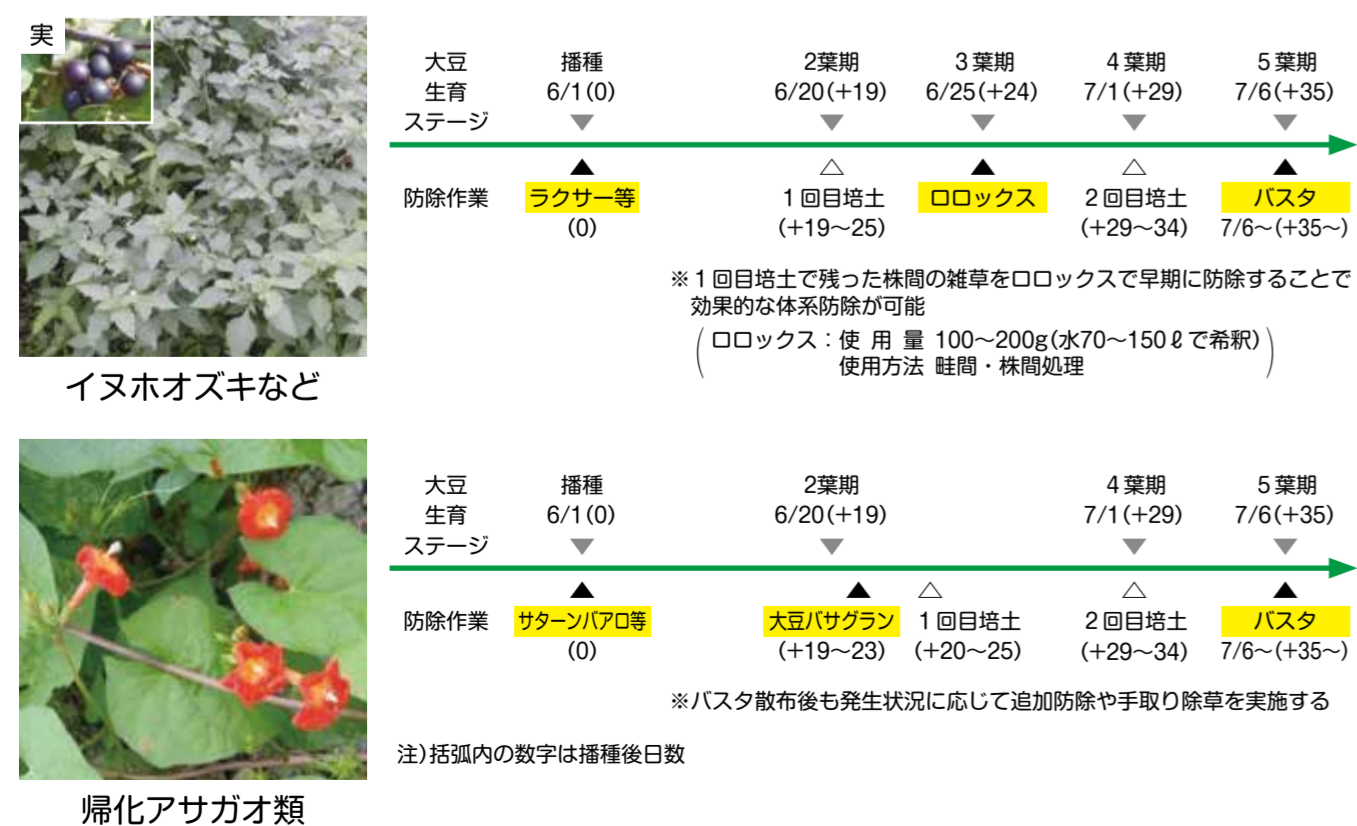 実
大豆 播種 2葉期 3葉期 4葉期 5葉期
生育 6/1(0) 6/20(+19) 6/25(+24) 7/1(+29) 7/6(+35)
ステージ
防除作業 ラクサー等 1回目培土 ロロックス 2回目培土 バスタ
(0) (+19〜25) (+29〜34) 7/6〜(+35〜)
※1回目培土で残った株間の雑草をロロックスで早期に防除することで
効果的な体系防除が可能
(ロロックス:使用量 100〜200g(水70〜150ℓで希釈)
使用方法 畦間・株間処理)
イヌホオズキなど
大豆 播種 2葉期 4葉期 5葉期
生育 6/1(0) 6/20(+19) 7/1(+29) 7/6(+35)
ステージ
防除作業 サターンバアロ等 大豆バサグラン 1回目培土 2回目培土 バスタ
(0) (+19〜23) (+20〜25) (+29〜34) 7/6〜(+35〜)
※バスタ散布後も発生状況に応じて追加防除や手取り除草を実施する
注)括弧内の数字は播種後日数
帰化アサガオ類